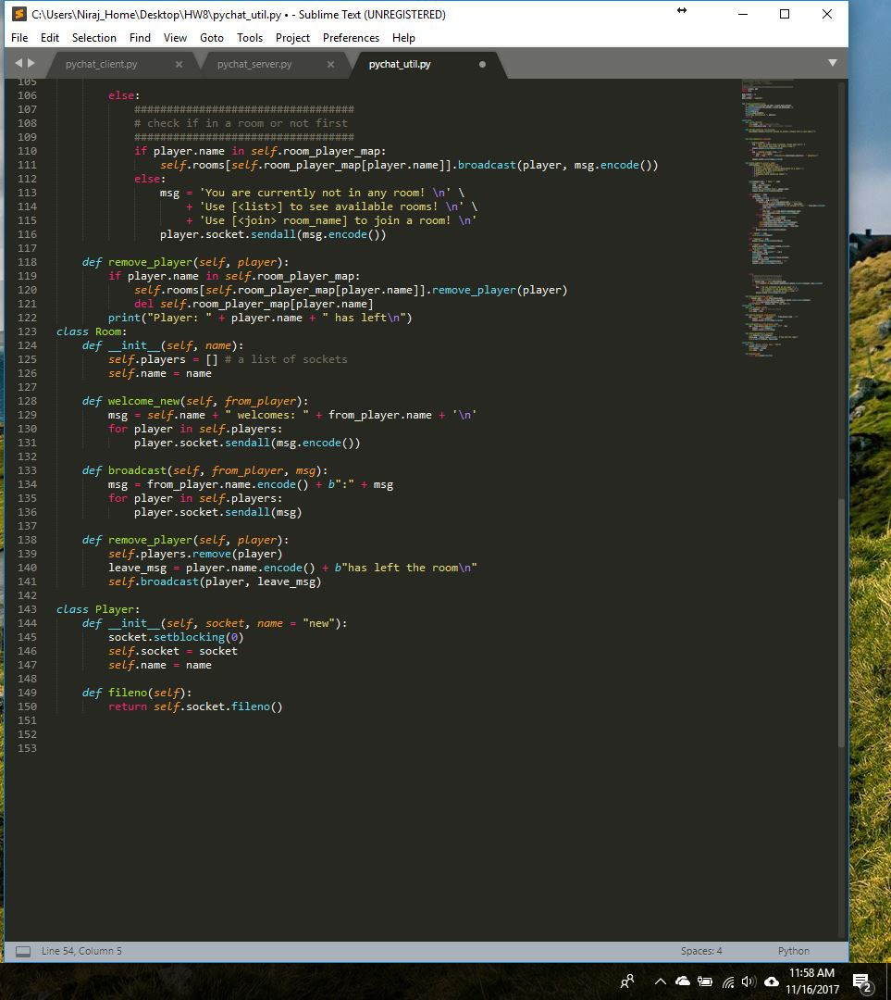 C:\Users\Niraj_Home\Desktop\HW8\pychat_util.py • - Sublime Text (UNREGISTERED)
File Edit Selection Find View Goto Tools Project Preferences Help
pychat_client.py × pychat_server.py × pychat_util.py
105
106         else:
107             ##################################
108             # check if in a room or not first
109             ##################################
110             if player.name in self.room_player_map:
111                 self.rooms[self.room_player_map[player.name]].broadcast(player, msg.encode())
112             else:
113                 msg = 'You are currently not in any room! \n' \
114                     + 'Use [<list>] to see available rooms! \n' \
115                     + 'Use [<join> room_name] to join a room! \n'
116                 player.socket.sendall(msg.encode())
117
118     def remove_player(self, player):
119         if player.name in self.room_player_map:
120             self.rooms[self.room_player_map[player.name]].remove_player(player)
121             del self.room_player_map[player.name]
122         print("Player: " + player.name + " has left\n")
123 class Room:
124     def __init__(self, name):
125         self.players = [] # a list of sockets
126         self.name = name
127
128     def welcome_new(self, from_player):
129         msg = self.name + " welcomes: " + from_player.name + '\n'
130         for player in self.players:
131             player.socket.sendall(msg.encode())
132
133     def broadcast(self, from_player, msg):
134         msg = from_player.name.encode() + b":" + msg
135         for player in self.players:
136             player.socket.sendall(msg)
137
138     def remove_player(self, player):
139         self.players.remove(player)
140         leave_msg = player.name.encode() + b"has left the room\n"
141         self.broadcast(player, leave_msg)
142
143 class Player:
144     def __init__(self, socket, name = "new"):
145         socket.setblocking(0)
146         self.socket = socket
147         self.name = name
148
149     def fileno(self):
150         return self.socket.fileno()
151
152
153
Line 54, Column 5 Spaces: 4 Python
11:58 AM
11/16/2017
2